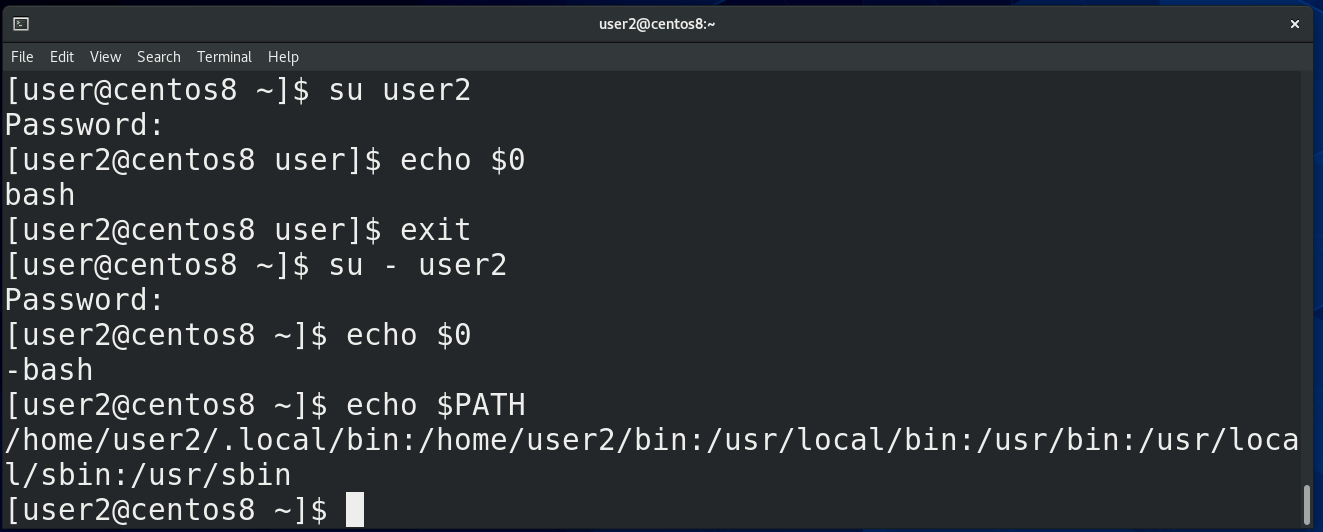 user2@centos8:~
×
File Edit View Search Terminal Help
[user@centos8 ~]$ su user2
Password:
[user2@centos8 user]$ echo $0
bash
[user2@centos8 user]$ exit
[user@centos8 ~]$ su - user2
Password:
[user2@centos8 ~]$ echo $0
-bash
[user2@centos8 ~]$ echo $PATH
/home/user2/.local/bin:/home/user2/bin:/usr/local/bin:/usr/bin:/usr/loca
l/sbin:/usr/sbin
[user2@centos8 ~]$